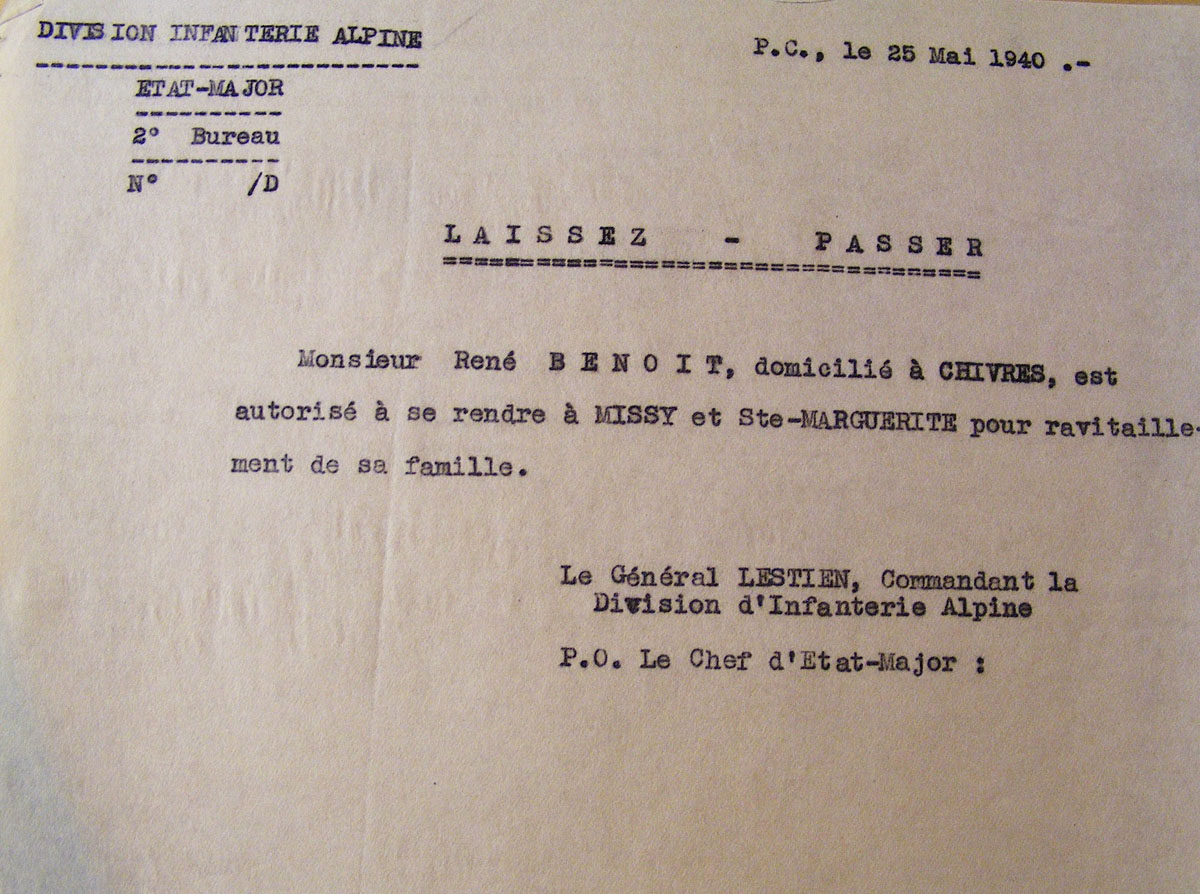 DIVISION INFANTERIE ALPINE
P.C., le 25 Mai 1940 .-
ETAT-MAJOR
2° Bureau
N° /D
LAISSEZ - PASSER
Monsieur René BENOIT, domicilié à CHIVRES, est
autorisé à se rendre à MISSY et Ste-MARGUERITE pour ravitaille-
ment de sa famille.
Le Général LESTIEN, Commandant la
Division d'Infanterie Alpine
P.O. Le Chef d'Etat-Major :